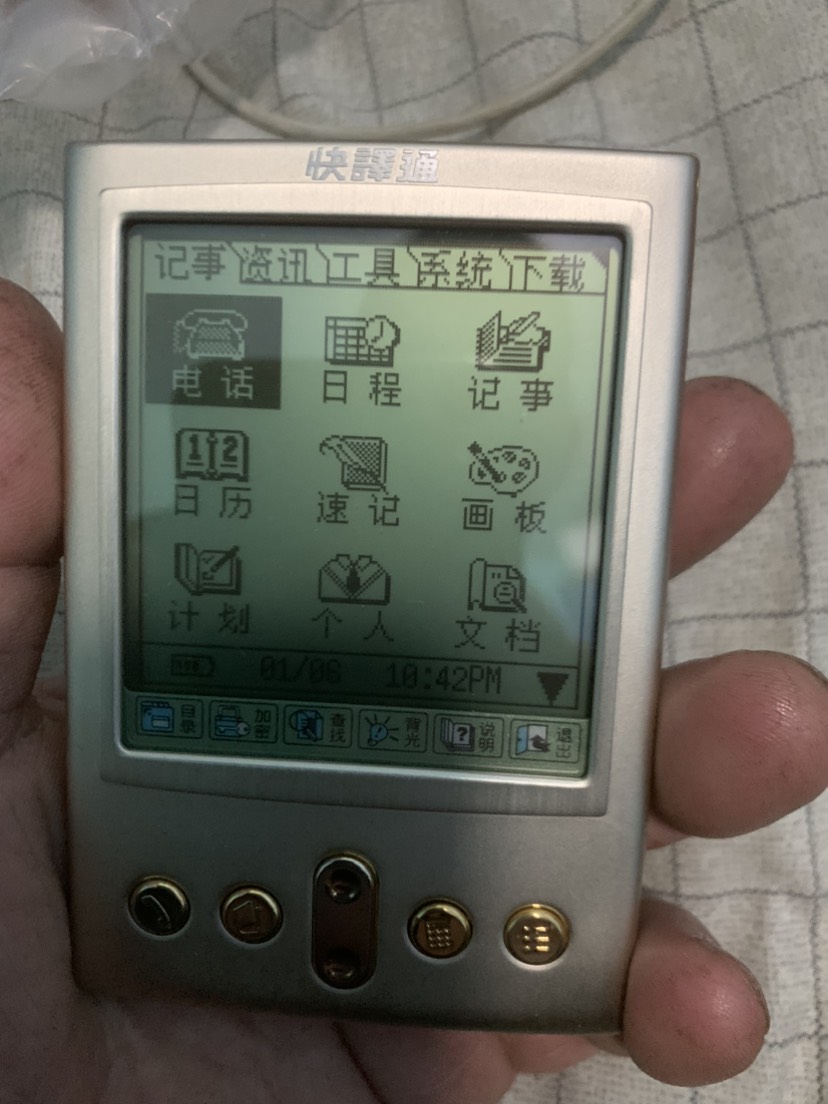 快譯通
记事 资讯 工具 系统 下载
电话 日程 记事
12
日历 速记 画板
计划 个人 文档
01/06 10:42PM
目录 加密 查找 背光 说明 退出